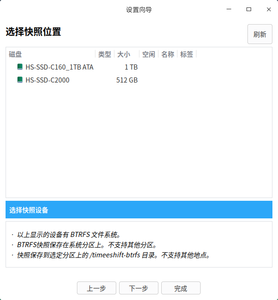 设置向导
选择快照位置
刷新
磁盘 类型 大小 空闲 名称 标签
HS-SSD-C160_1TB ATA 1 TB
HS-SSD-C2000 512 GB
选择快照设备
· 以上显示的设备有 BTRFS 文件系统。
· BTRFS快照保存在系统分区上。不支持其他分区。
· 快照保存到选定分区上的 /timeshift-btrfs 目录。不支持其他地点。
上一步 下一步 完成